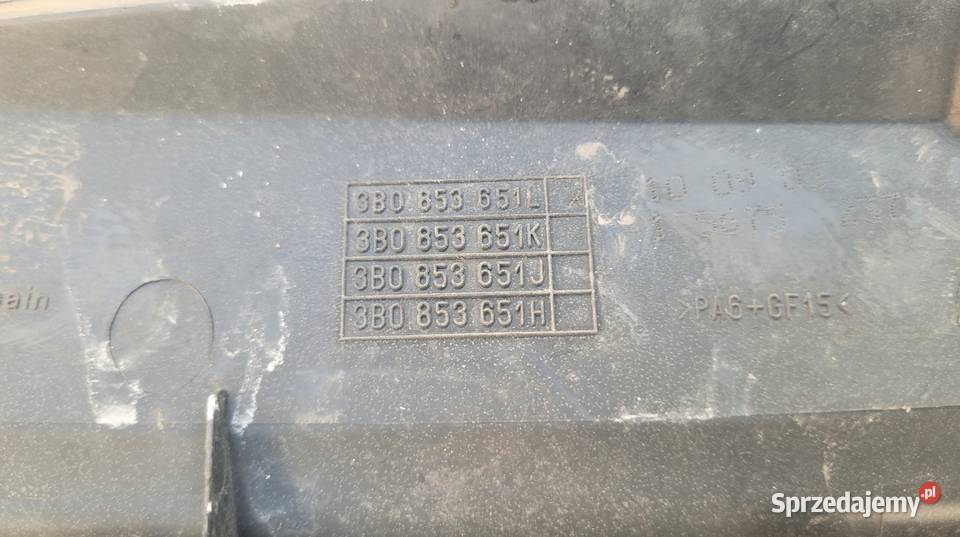 3B0 853 651L X
3B0 853 651K
3B0 853 651J
3B0 853 651H
>PA6+GF15<
Sprzedajemy.pl